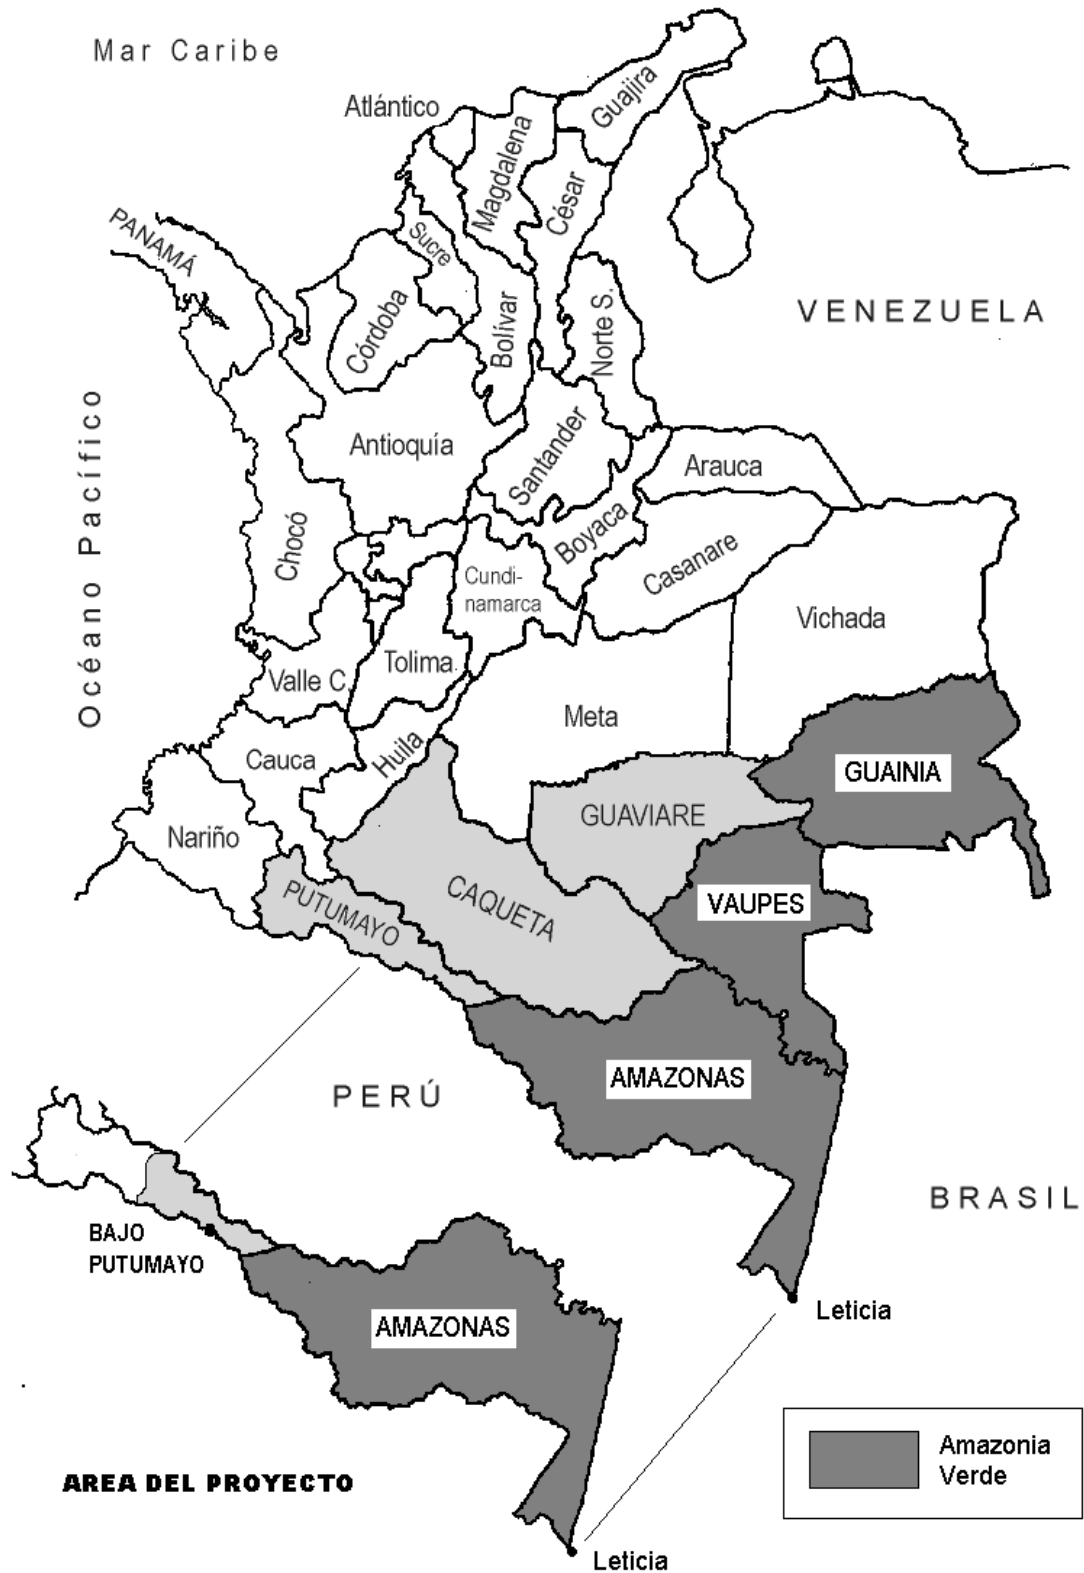 Mar Caribe
Atlántico
Guajira
Magdalena
César
PANAMÁ
Sucre
Córdoba
Bolívar
Norte S.
VENEZUELA
Océano Pacífico
Antioquía
Santander
Arauca
Chocó
Boyaca
Casanare
Cundi-
namarca
Vichada
Valle C.
Tolima
Meta
Cauca
Huila
GUAINIA
Nariño
GUAVIARE
PUTUMAYO
CAQUETA
VAUPES
AMAZONAS
PERÚ
BRASIL
BAJO
PUTUMAYO
Leticia
AMAZONAS
AREA DEL PROYECTO
Amazonia
Verde
Leticia